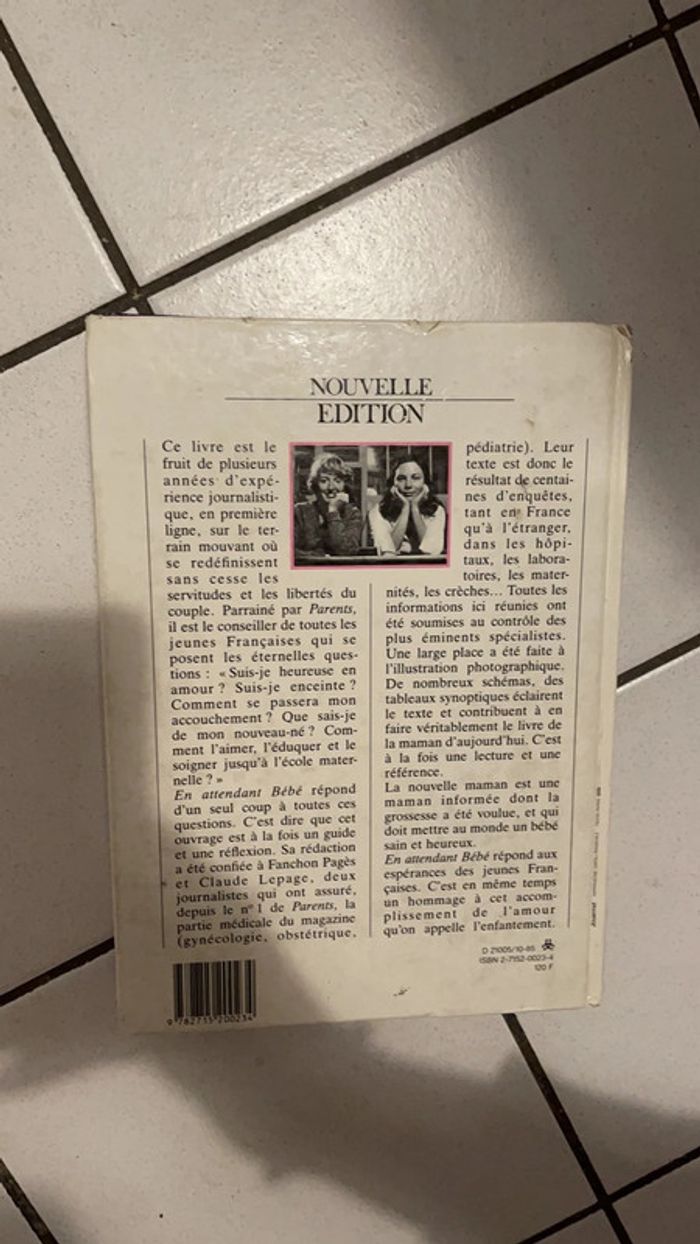 NOUVELLE
EDITION
Ce livre est le
fruit de plusieurs
années d'expé-
rience journalisti-
que, en première
ligne, sur le ter-
rain mouvant où
se redéfinissent
sans cesse les
servitudes et les libertés du
couple. Parrainé par Parents,
il est le conseiller de toutes les
jeunes Françaises qui se
posent les éternelles ques-
tions : « Suis-je heureuse en
amour ? Suis-je enceinte ?
Comment se passera mon
accouchement ? Que sais-je
de mon nouveau-né ? Com-
ment l'aimer, l'éduquer et le
soigner jusqu'à l'école mater-
nelle ? »
En attendant Bébé répond
d'un seul coup à toutes ces
questions. C'est dire que cet
ouvrage est à la fois un guide
et une réflexion. Sa rédaction
a été confiée à Fanchon Pagès
et Claude Lepage, deux
journalistes qui ont assuré,
depuis le n° 1 de Parents, la
partie médicale du magazine
(gynécologie, obstétrique,
pédiatrie). Leur
texte est donc le
résultat de centai-
nes d'enquêtes,
tant en France
qu'à l'étranger,
dans les hôpi-
taux, les labora-
toires, les mater-
nités, les crèches... Toutes les
informations ici réunies ont
été soumises au contrôle des
plus éminents spécialistes.
Une large place a été faite à
l'illustration photographique.
De nombreux schémas, des
tableaux synoptiques éclairent
le texte et contribuent à en
faire véritablement le livre de
la maman d'aujourd'hui. C'est
à la fois une lecture et une
référence.
La nouvelle maman est une
maman informée dont la
grossesse a été voulue, et qui
doit mettre au monde un bébé
sain et heureux.
En attendant Bébé répond aux
espérances des jeunes Fran-
çaises. C'est en même temps
un hommage à cet accom-
plissement de l'amour
qu'on appelle l'enfantement.
D 21005/10-85
ISBN 2-7152-0023-4
120 F
9 782715 200234